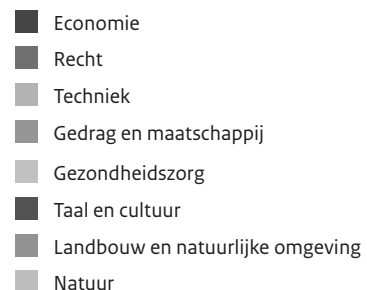 Economie
Recht
Techniek
Gedrag en maatschappij
Gezondheidszorg
Taal en cultuur
Landbouw en natuurlijke omgeving
Natuur